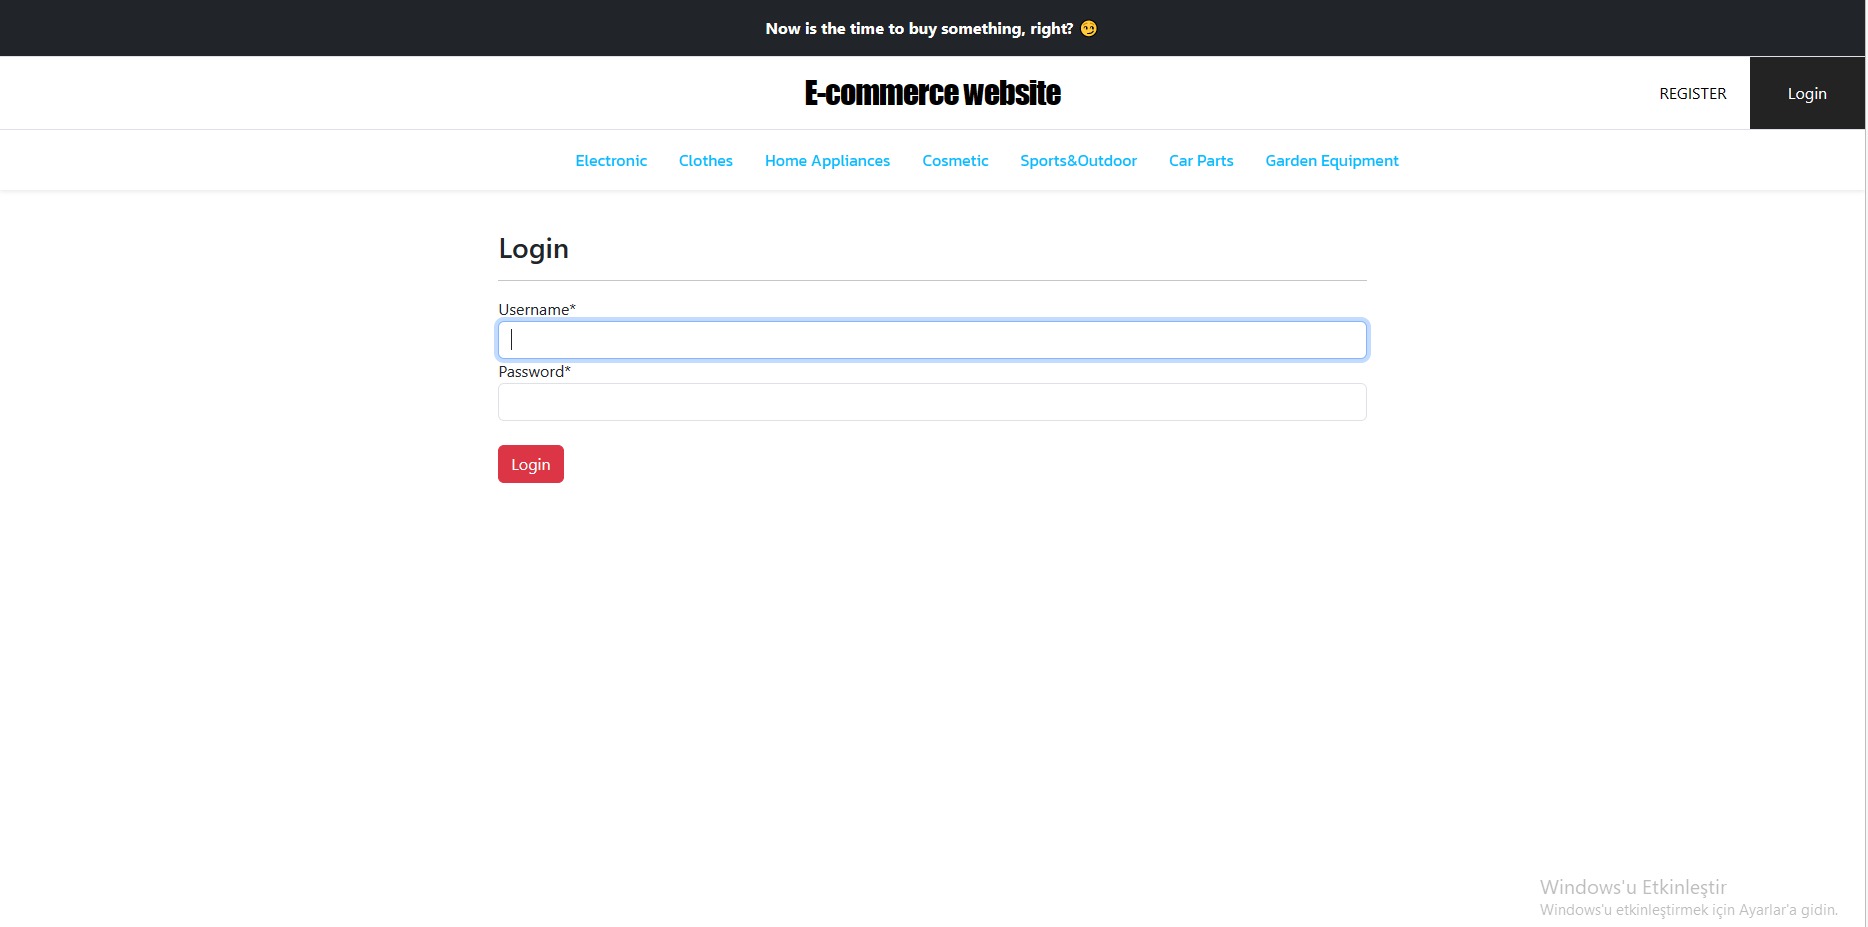 Now is the time to buy something, right? 😏
E-commerce website
REGISTER
Login
Electronic Clothes Home Appliances Cosmetic Sports&Outdoor Car Parts Garden Equipment
Login
Username*
Password*
Login
Windows'u Etkinleştir
Windows'u etkinleştirmek için Ayarlar'a gidin.